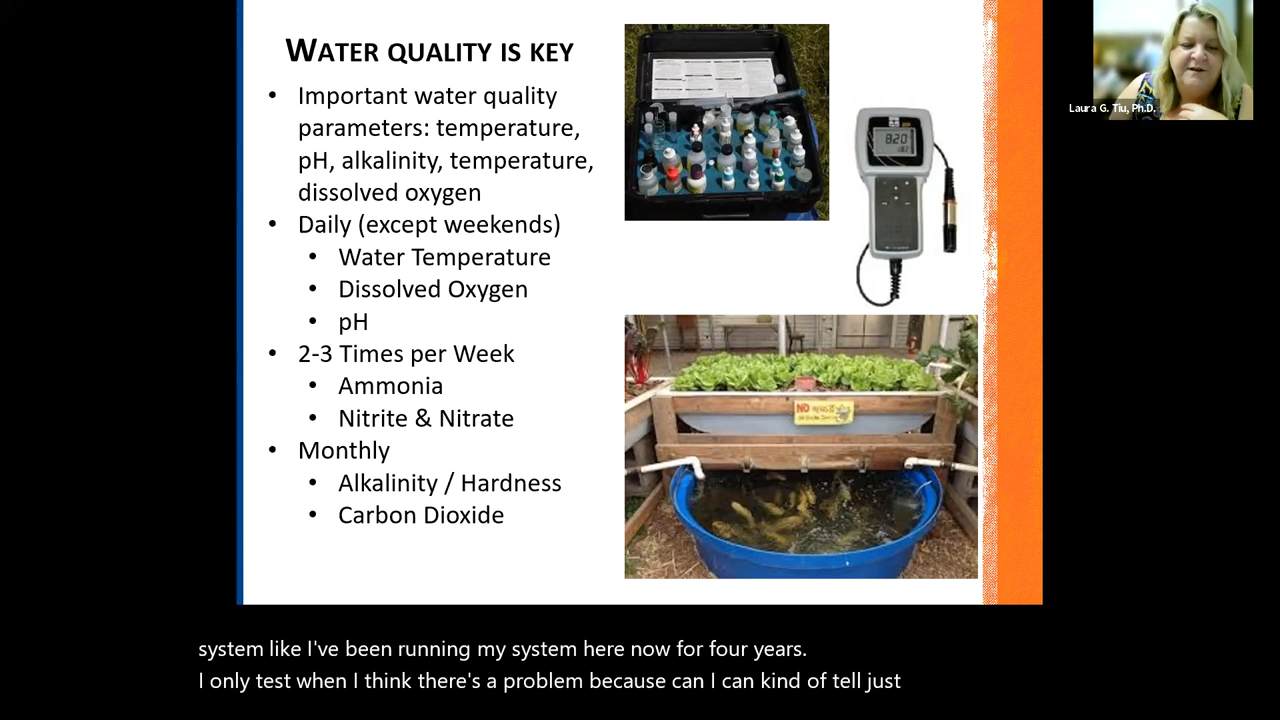 WATER QUALITY IS KEY
• Important water quality
parameters: temperature,
pH, alkalinity, temperature,
dissolved oxygen
• Daily (except weekends)
• Water Temperature
• Dissolved Oxygen
• pH
• 2-3 Times per Week
• Ammonia
• Nitrite & Nitrate
• Monthly
• Alkalinity / Hardness
• Carbon Dioxide
820
NO
Laura G. Tiu, Ph.D.
system like I've been running my system here now for four years.
I only test when I think there's a problem because can I can kind of tell just